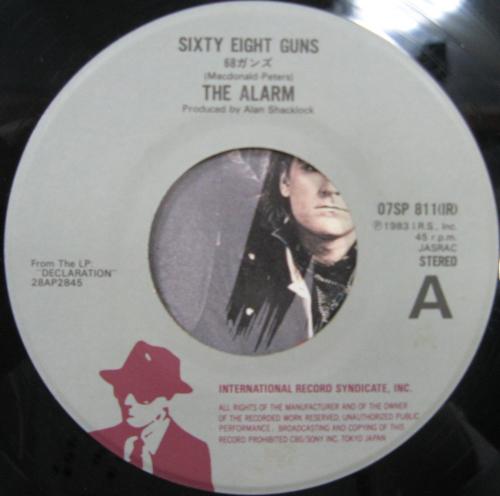 SIXTY EIGHT GUNS
68ガンズ
(Macdonald-Peters)
THE ALARM
Produced by Alan Shacklock
07SP 811(IR)
Ⓟ1983 I.R.S., Inc.
45 r.p.m.
JASRAC
STEREO
A
From The LP:
"DECLARATION"
28AP2845
INTERNATIONAL RECORD SYNDICATE, INC.
ALL RIGHTS OF THE MANUFACTURER AND OF THE OWNER
OF THE RECORDED WORK RESERVED. UNAUTHORIZED PUBLIC
PERFORMANCE, BROADCASTING AND COPYING OF THIS
RECORD PROHIBITED CBS/SONY INC. TOKYO JAPAN